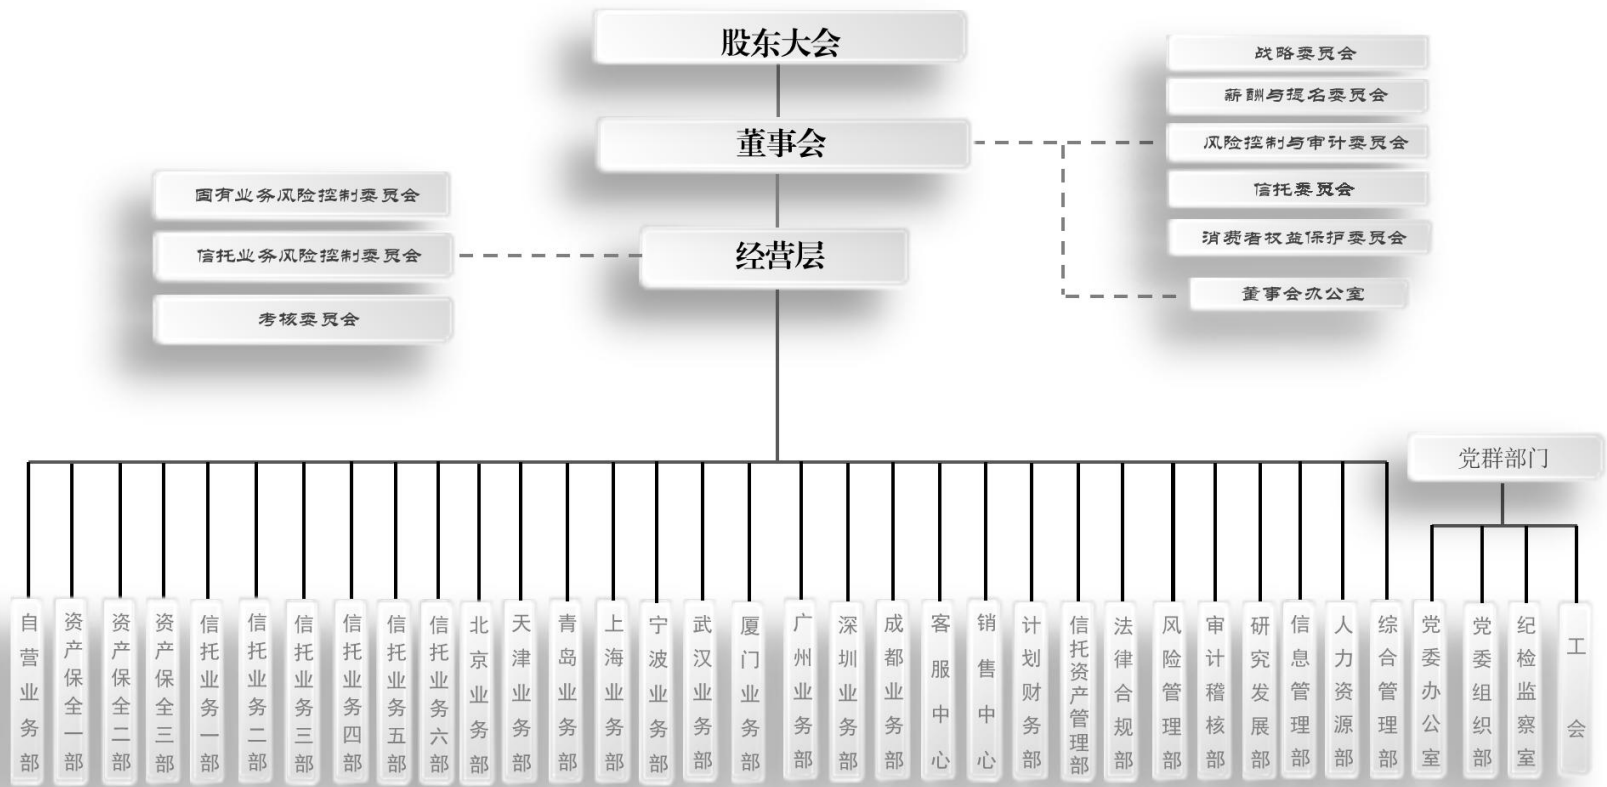 股东大会
董事会
经营层
战略委员会
薪酬与提名委员会
风险控制与审计委员会
信托委员会
消费者权益保护委员会
董事会办公室
固有业务风险控制委员会
信托业务风险控制委员会
考核委员会
党群部门
自营业务部
资产保全一部
资产保全二部
资产保全三部
信托业务一部
信托业务二部
信托业务三部
信托业务四部
信托业务五部
信托业务六部
北京业务部
天津业务部
青岛业务部
上海业务部
宁波业务部
武汉业务部
厦门业务部
广州业务部
深圳业务部
成都业务部
客服中心
销售中心
计划财务部
信托资产管理部
法律合规部
风险管理部
审计稽核部
研究发展部
信息管理部
人力资源部
综合管理部
党委办公室
党委组织部
纪检监察室
工会